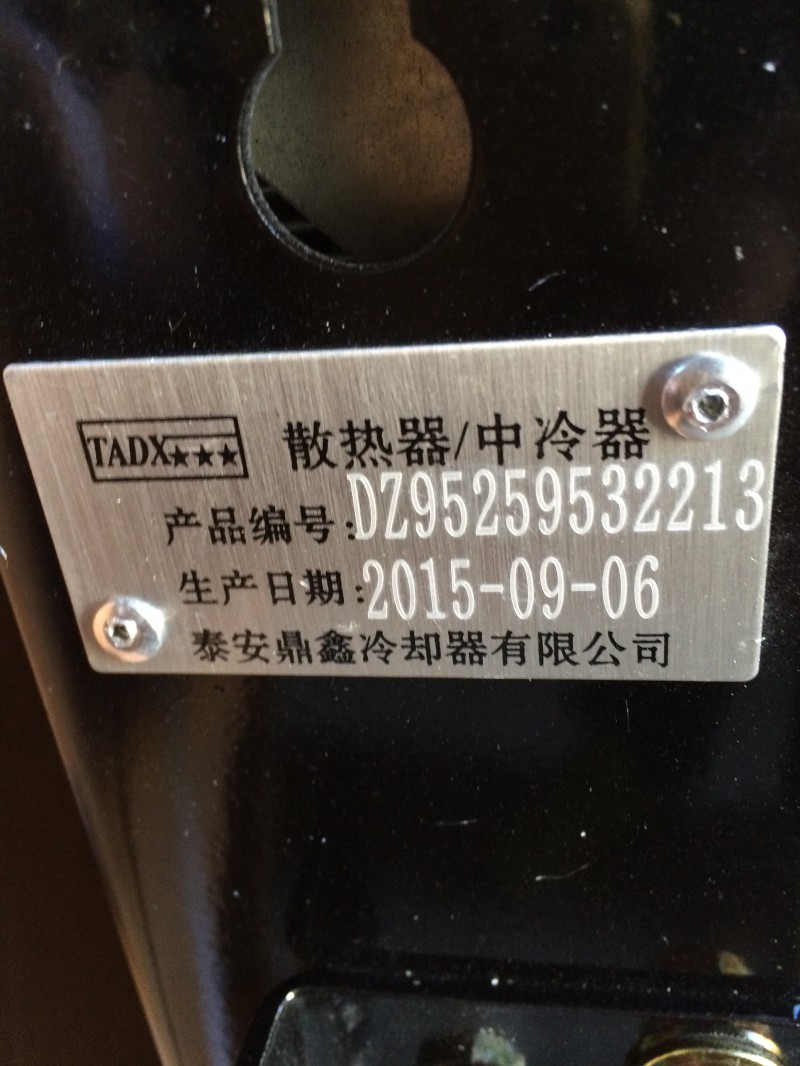 TADX★★★ 散热器/中冷器
产品编号:DZ95259532213
生产日期:2015-09-06
泰安鼎鑫冷却器有限公司